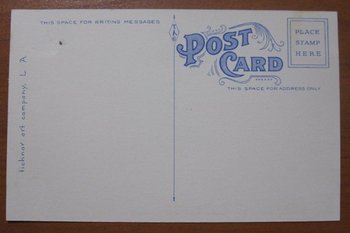 THIS SPACE FOR WRITING MESSAGES
POST
CARD
THIS SPACE FOR ADDRESS ONLY
PLACE
STAMP
HERE
tichnor art company, L. A